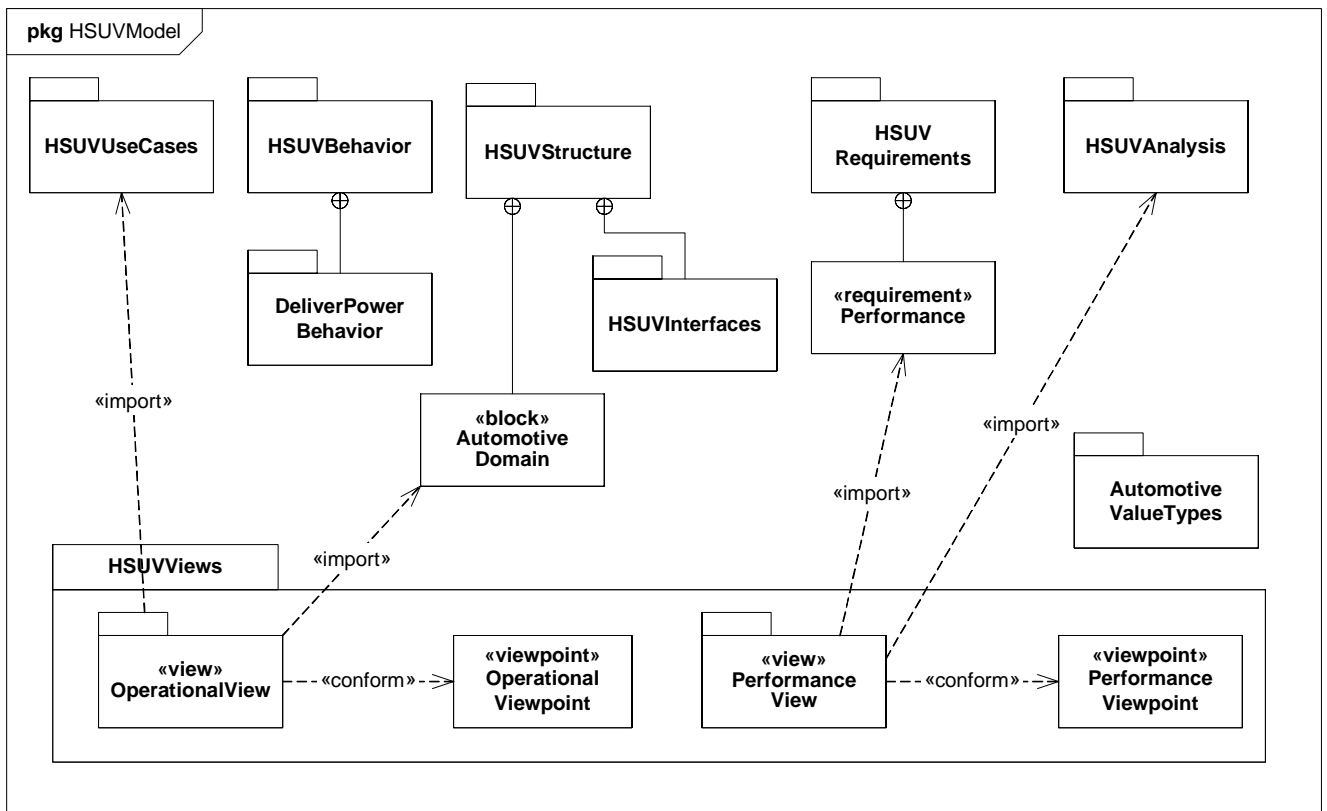 pkg HSUVModel
HSUVUseCases
HSUVBehavior
HSUVStructure
HSUV
Requirements
HSUVAnalysis
DeliverPower
Behavior
HSUVInterfaces
«requirement»
Performance
«import»
«block»
Automotive
Domain
«import»
«import»
Automotive
ValueTypes
«import»
HSUVViews
«view»
OperationalView
«conform»
«viewpoint»
Operational
Viewpoint
«view»
Performance
View
«conform»
«viewpoint»
Performance
Viewpoint